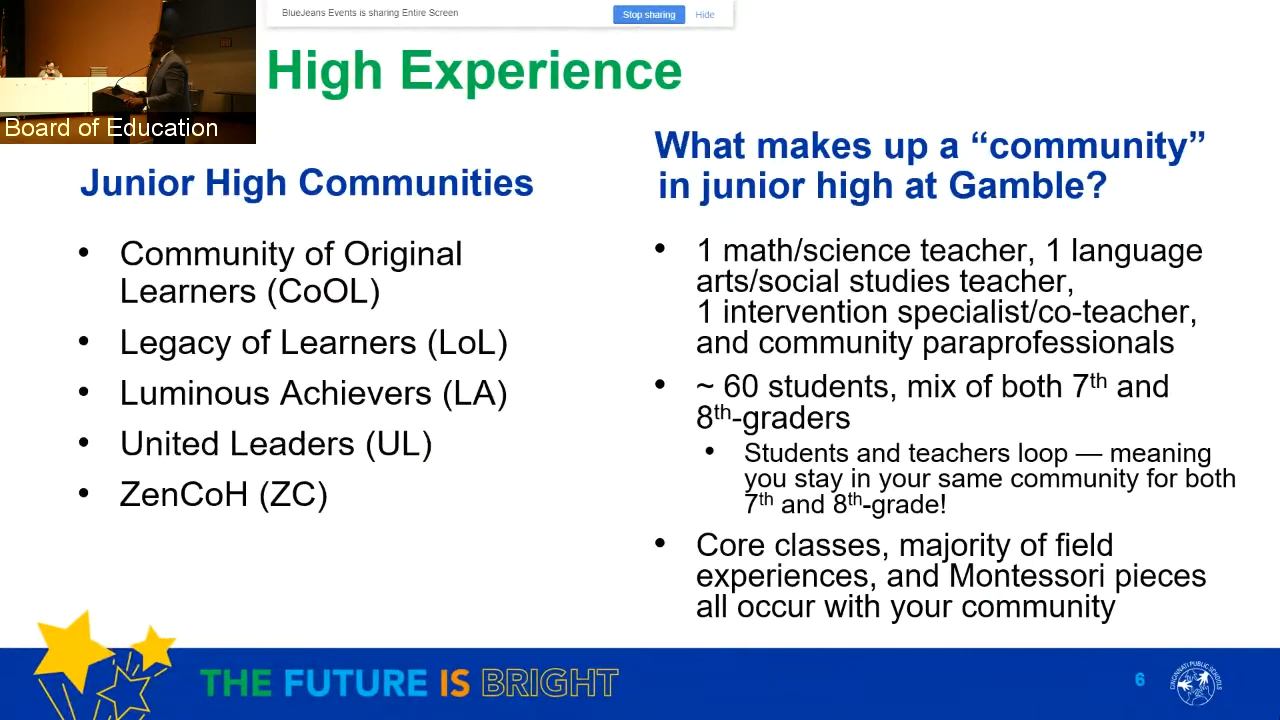 BlueJeans Events is sharing Entire Screen
Stop sharing
Hide
High Experience
Board of Education
Junior High Communities
• Community of Original
Learners (CoOL)
• Legacy of Learners (LoL)
• Luminous Achievers (LA)
• United Leaders (UL)
• ZenCoH (ZC)
What makes up a “community”
in junior high at Gamble?
• 1 math/science teacher, 1 language
arts/social studies teacher,
1 intervention specialist/co-teacher,
and community paraprofessionals
• ~ 60 students, mix of both 7th and
8th-graders
• Students and teachers loop — meaning
you stay in your same community for both
7th and 8th-grade!
• Core classes, majority of field
experiences, and Montessori pieces
all occur with your community
THE FUTURE IS BRIGHT
6
CINCINNATI PUBLIC SCHOOLS